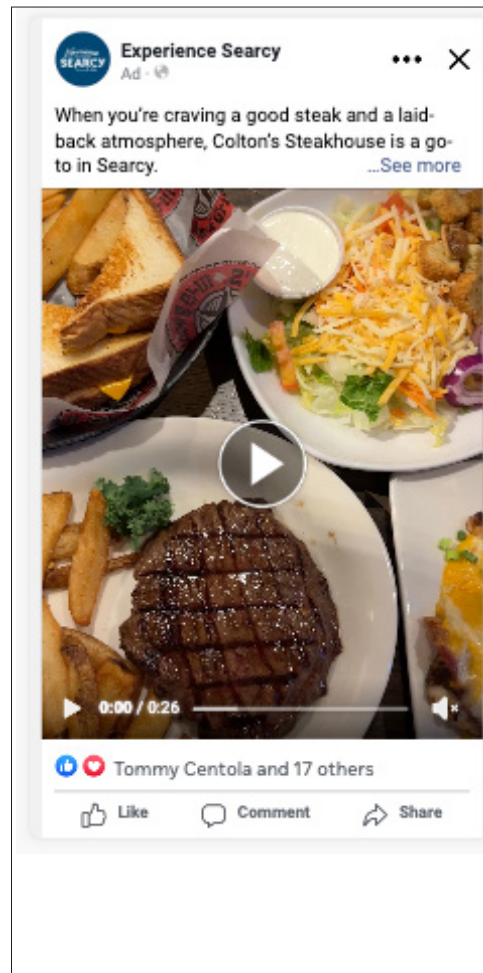 SEARCY
Experience Searcy
Ad
When you're craving a good steak and a laid-
back atmosphere, Colton's Steakhouse is a go-
to in Searcy. ...See more
0:00 / 0:26
Tommy Centola and 17 others
Like Comment Share